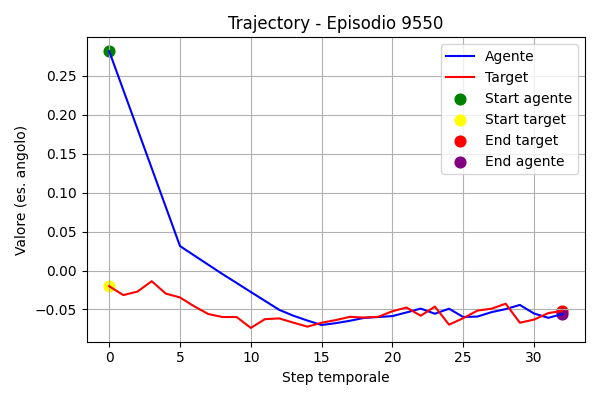 Trajectory - Episodio 9550
Agente
Target
Start agente
Start target
End target
End agente
Valore (es. angolo)
0.25
0.20
0.15
0.10
0.05
0.00
−0.05
0 5 10 15 20 25 30
Step temporale